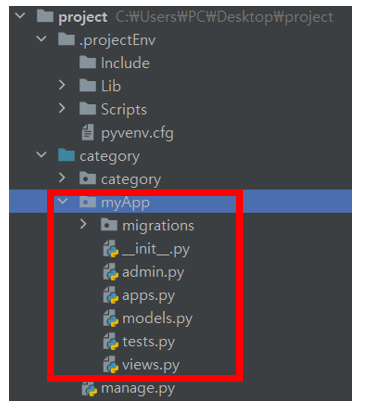 project C:₩Users₩PC₩Desktop₩project
.projectEnv
Include
Lib
Scripts
pyvenv.cfg
category
category
myApp
migrations
__init__.py
admin.py
apps.py
models.py
tests.py
views.py
manage.py